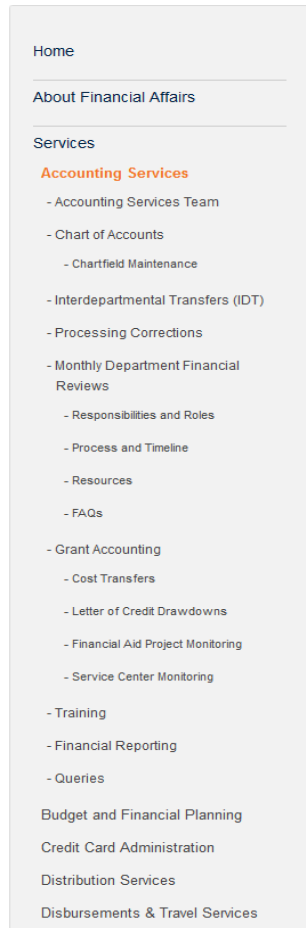 Home
About Financial Affairs
Services
Accounting Services
- Accounting Services Team
- Chart of Accounts
- Chartfield Maintenance
- Interdepartmental Transfers (IDT)
- Processing Corrections
- Monthly Department Financial
Reviews
- Responsibilities and Roles
- Process and Timeline
- Resources
- FAQs
- Grant Accounting
- Cost Transfers
- Letter of Credit Drawdowns
- Financial Aid Project Monitoring
- Service Center Monitoring
- Training
- Financial Reporting
- Queries
Budget and Financial Planning
Credit Card Administration
Distribution Services
Disbursements & Travel Services